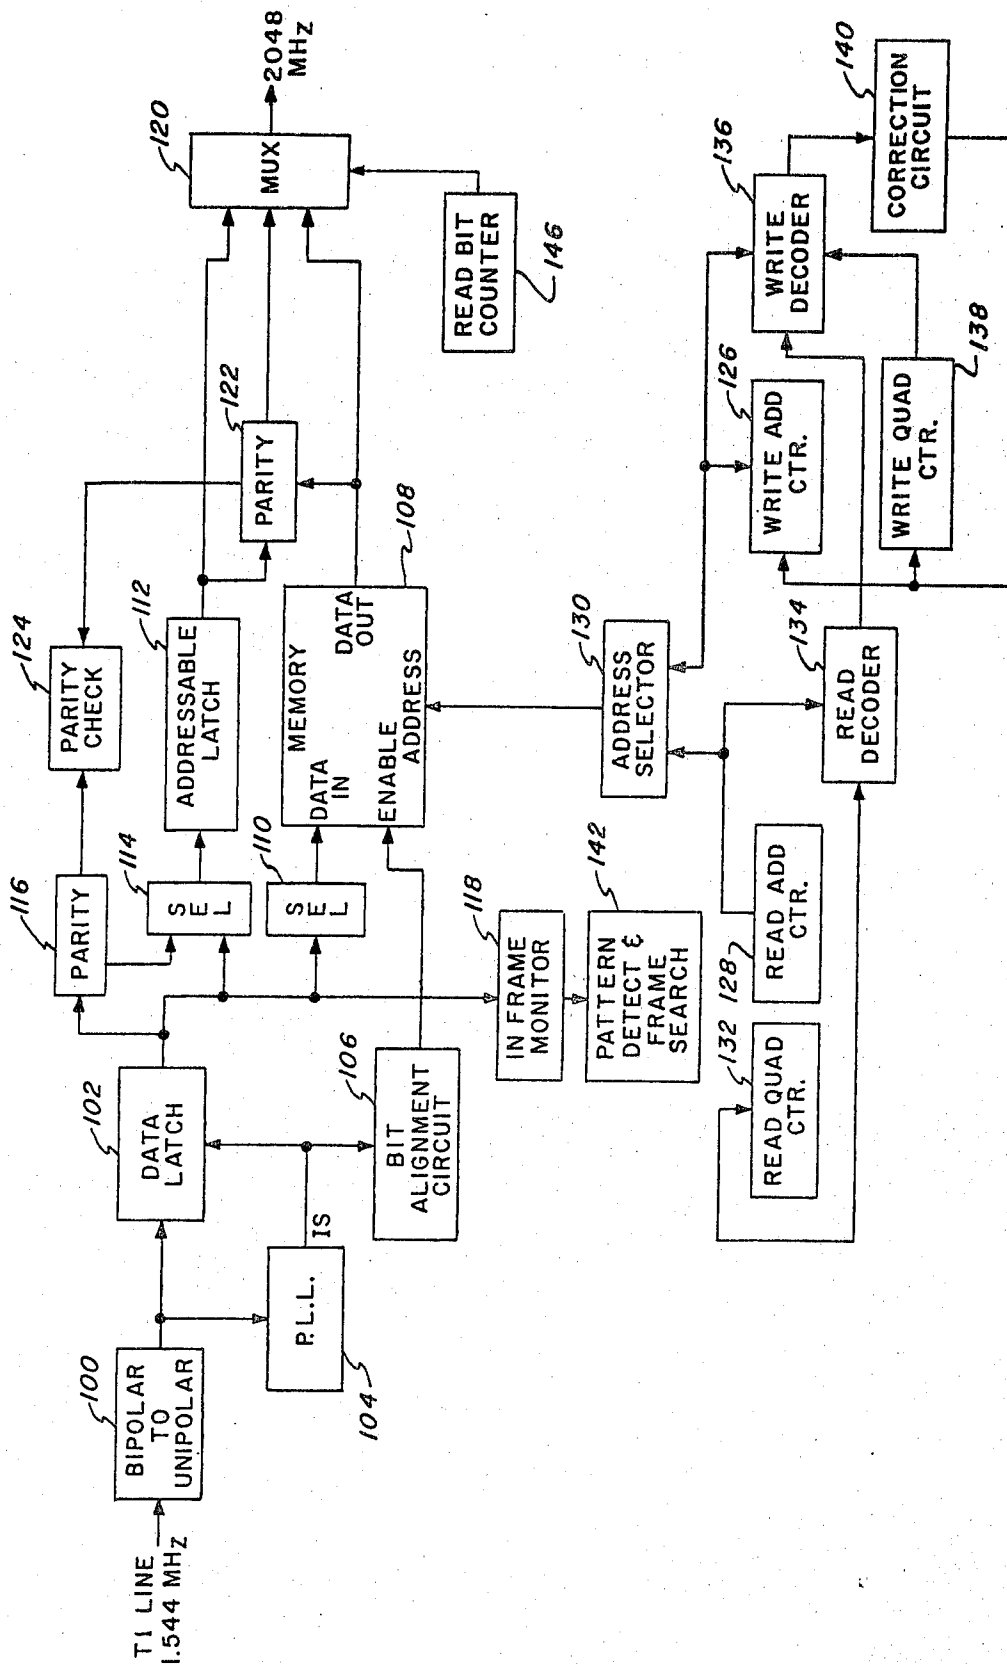 T1 LINE
1.544 MHz
100
BIPOLAR
TO
UNIPOLAR
102
DATA
LATCH
P.L.L.
104
IS
106
BIT
ALIGNMENT
CIRCUIT
116
PARITY
124
PARITY
CHECK
114
SEL
112
ADDRESSABLE
LATCH
110
SEL
MEMORY
DATA
IN
DATA
OUT
ENABLE
ADDRESS
108
122
PARITY
120
MUX
2048
MHz
READ BIT
COUNTER
146
118
IN FRAME
MONITOR
142
PATTERN
DETECT &
FRAME
SEARCH
130
ADDRESS
SELECTOR
132
READ QUAD
CTR.
128
READ ADD
CTR.
134
READ
DECODER
126
WRITE ADD
CTR.
WRITE QUAD
CTR.
138
136
WRITE
DECODER
140
CORRECTION
CIRCUIT